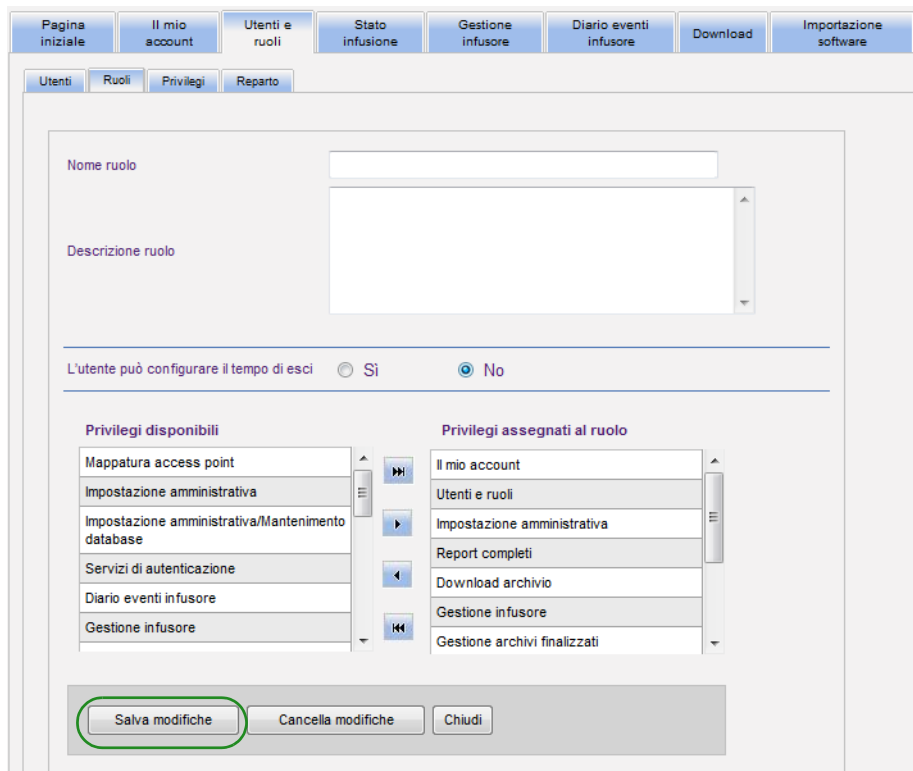 Pagina iniziale
Il mio account
Utenti e ruoli
Stato infusione
Gestione infusore
Diario eventi infusore
Download
Importazione software
Utenti
Ruoli
Privilegi
Reparto
Nome ruolo
Descrizione ruolo
L'utente può configurare il tempo di esci
Sì
No
Privilegi disponibili
Mappatura access point
Impostazione amministrativa
Impostazione amministrativa/Mantenimento
database
Servizi di autenticazione
Diario eventi infusore
Gestione infusore
Privilegi assegnati al ruolo
Il mio account
Utenti e ruoli
Impostazione amministrativa
Report completi
Download archivio
Gestione infusore
Gestione archivi finalizzati
Salva modifiche
Cancella modifiche
Chiudi